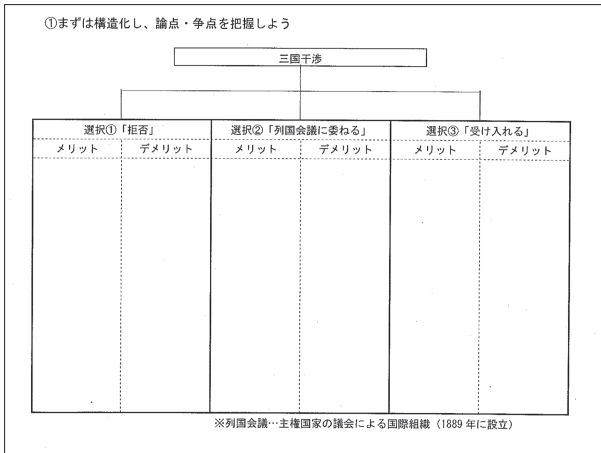 ①まずは構造化し、論点・争点を把握しよう
三国干渉
選択①「拒否」 選択②「列国会議に委ねる」 選択③「受け入れる」
メリット デメリット メリット デメリット メリット デメリット
※列国会議…主権国家の議会による国際組織（1889 年に設立）